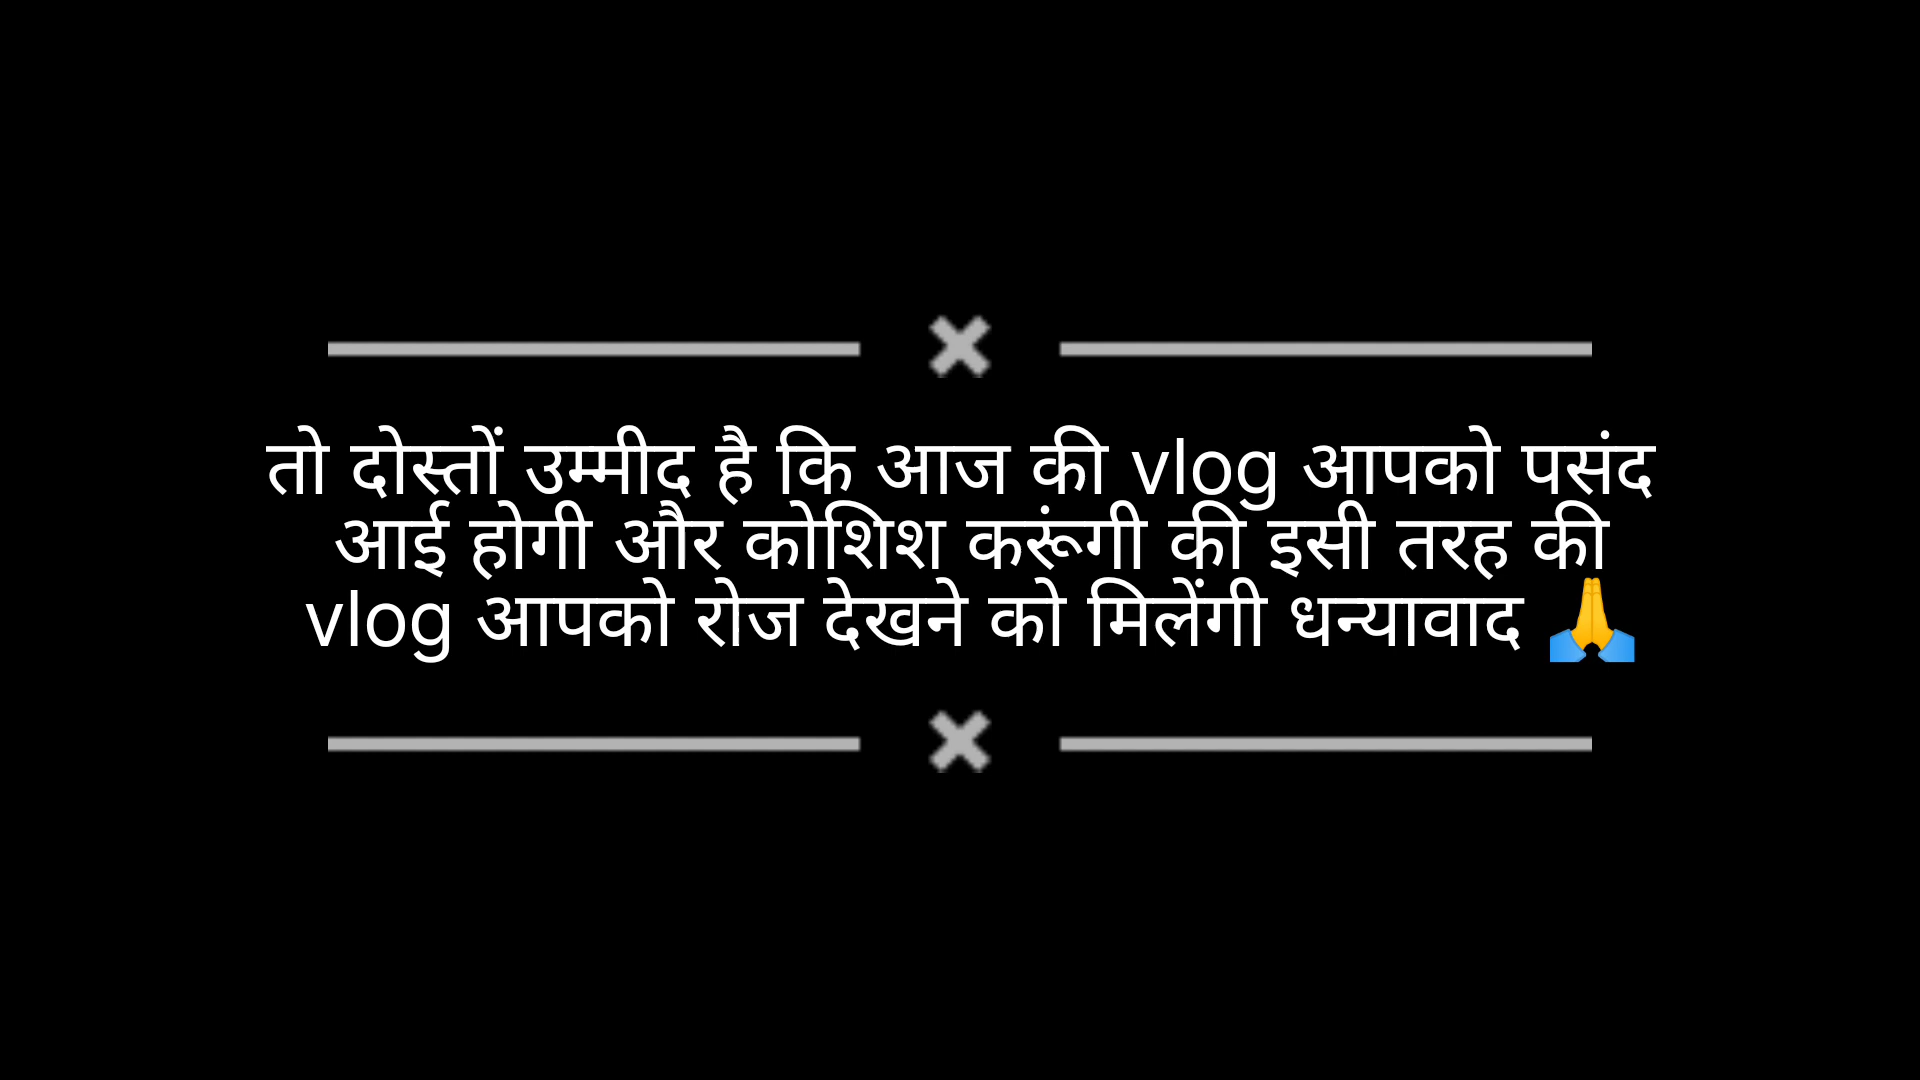 तो दोस्तों उम्मीद है कि आज की vlog आपको पसंद
आई होगी और कोशिश करूंगी की इसी तरह की
vlog आपको रोज देखने को मिलेंगी धन्यावाद 🙏